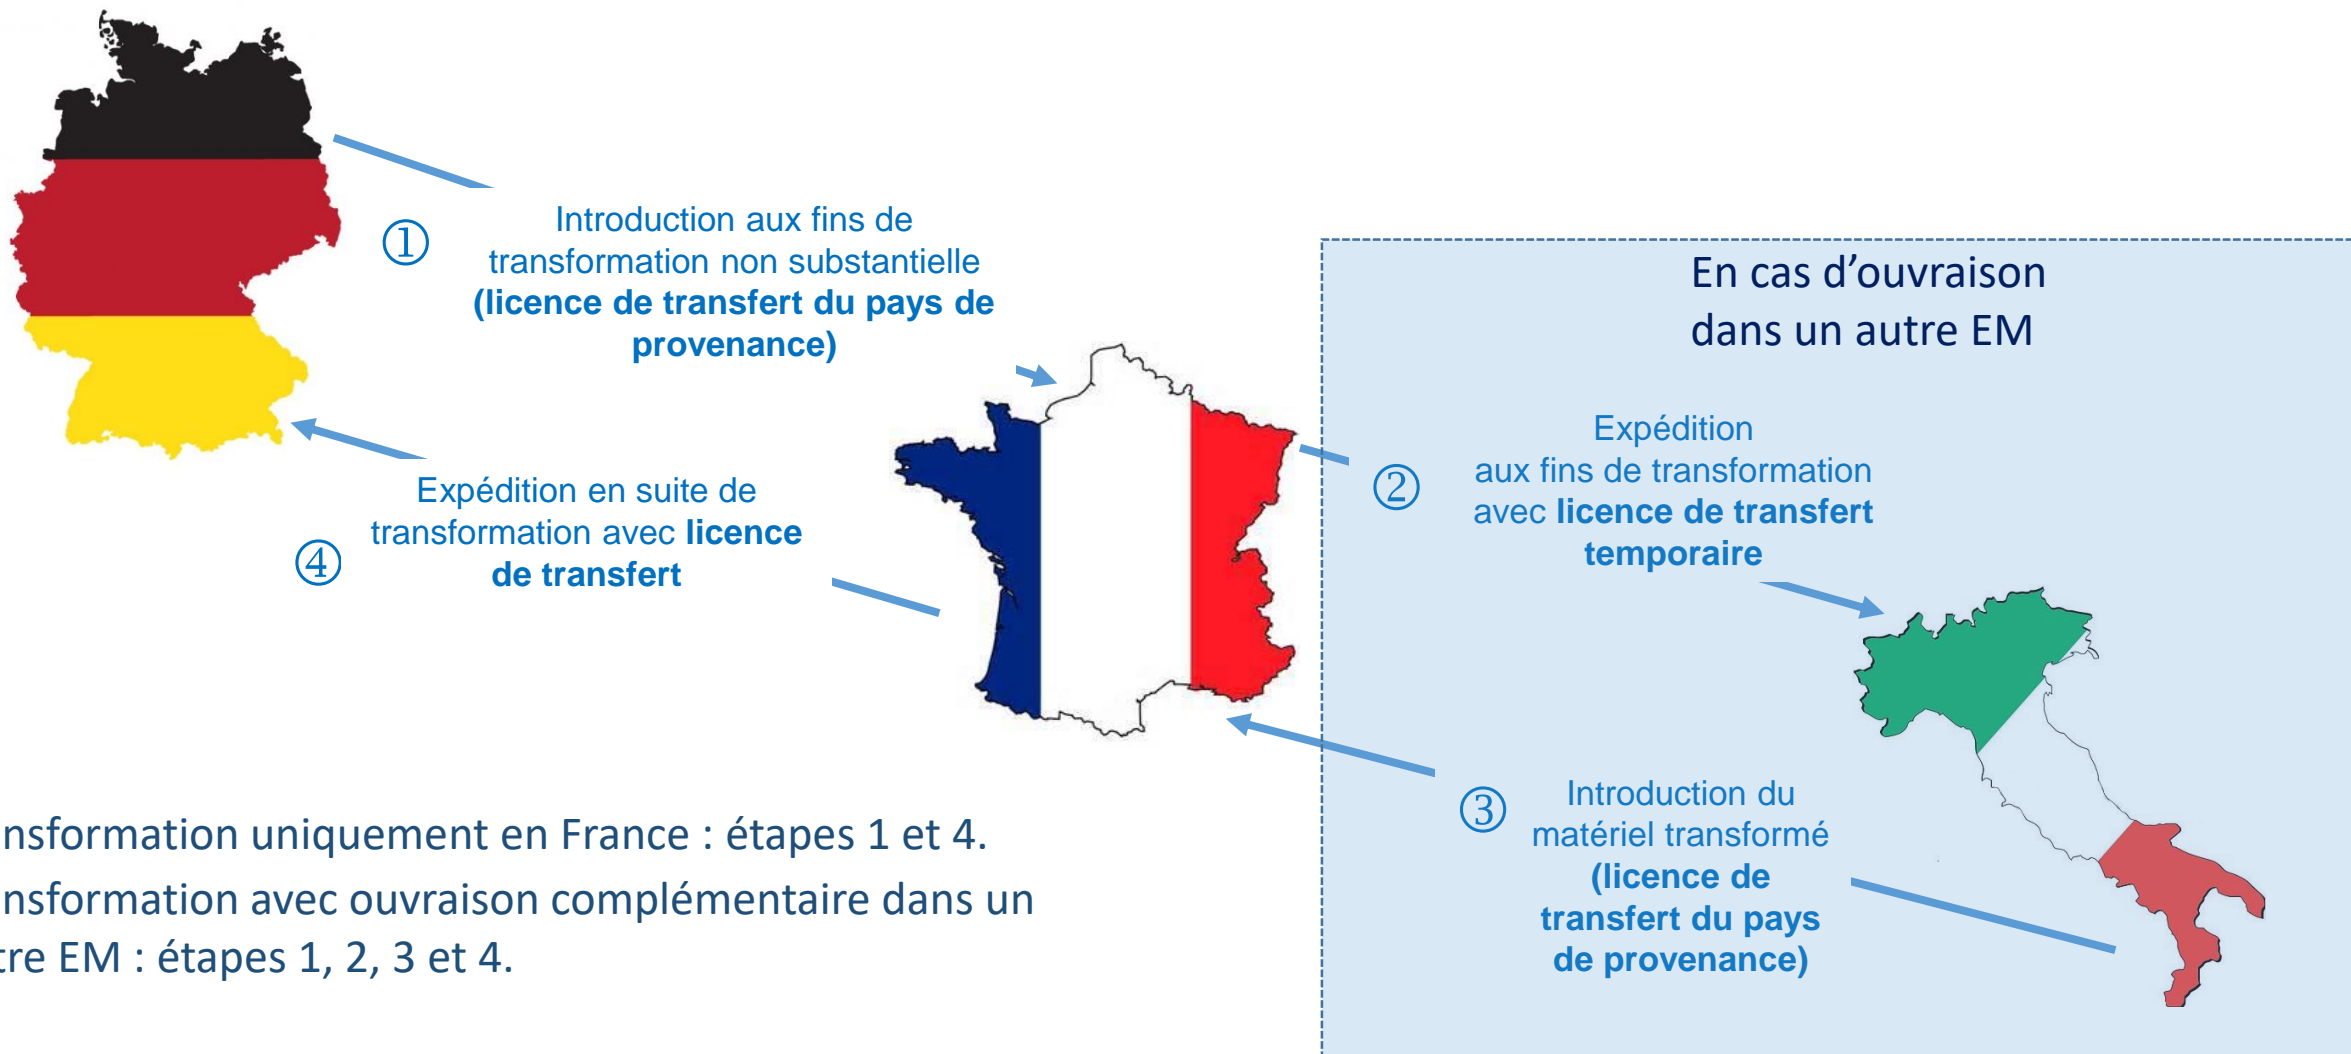 ①
Introduction aux fins de
transformation non substantielle
(licence de transfert du pays de
provenance)
En cas d’ouvraison
dans un autre EM
②
Expédition
aux fins de transformation
avec licence de transfert
temporaire
④
Expédition en suite de
transformation avec licence
de transfert
③
Introduction du
matériel transformé
(licence de
transfert du pays
de provenance)
nsformation uniquement en France : étapes 1 et 4.
nsformation avec ouvraison complémentaire dans un
tre EM : étapes 1, 2, 3 et 4.